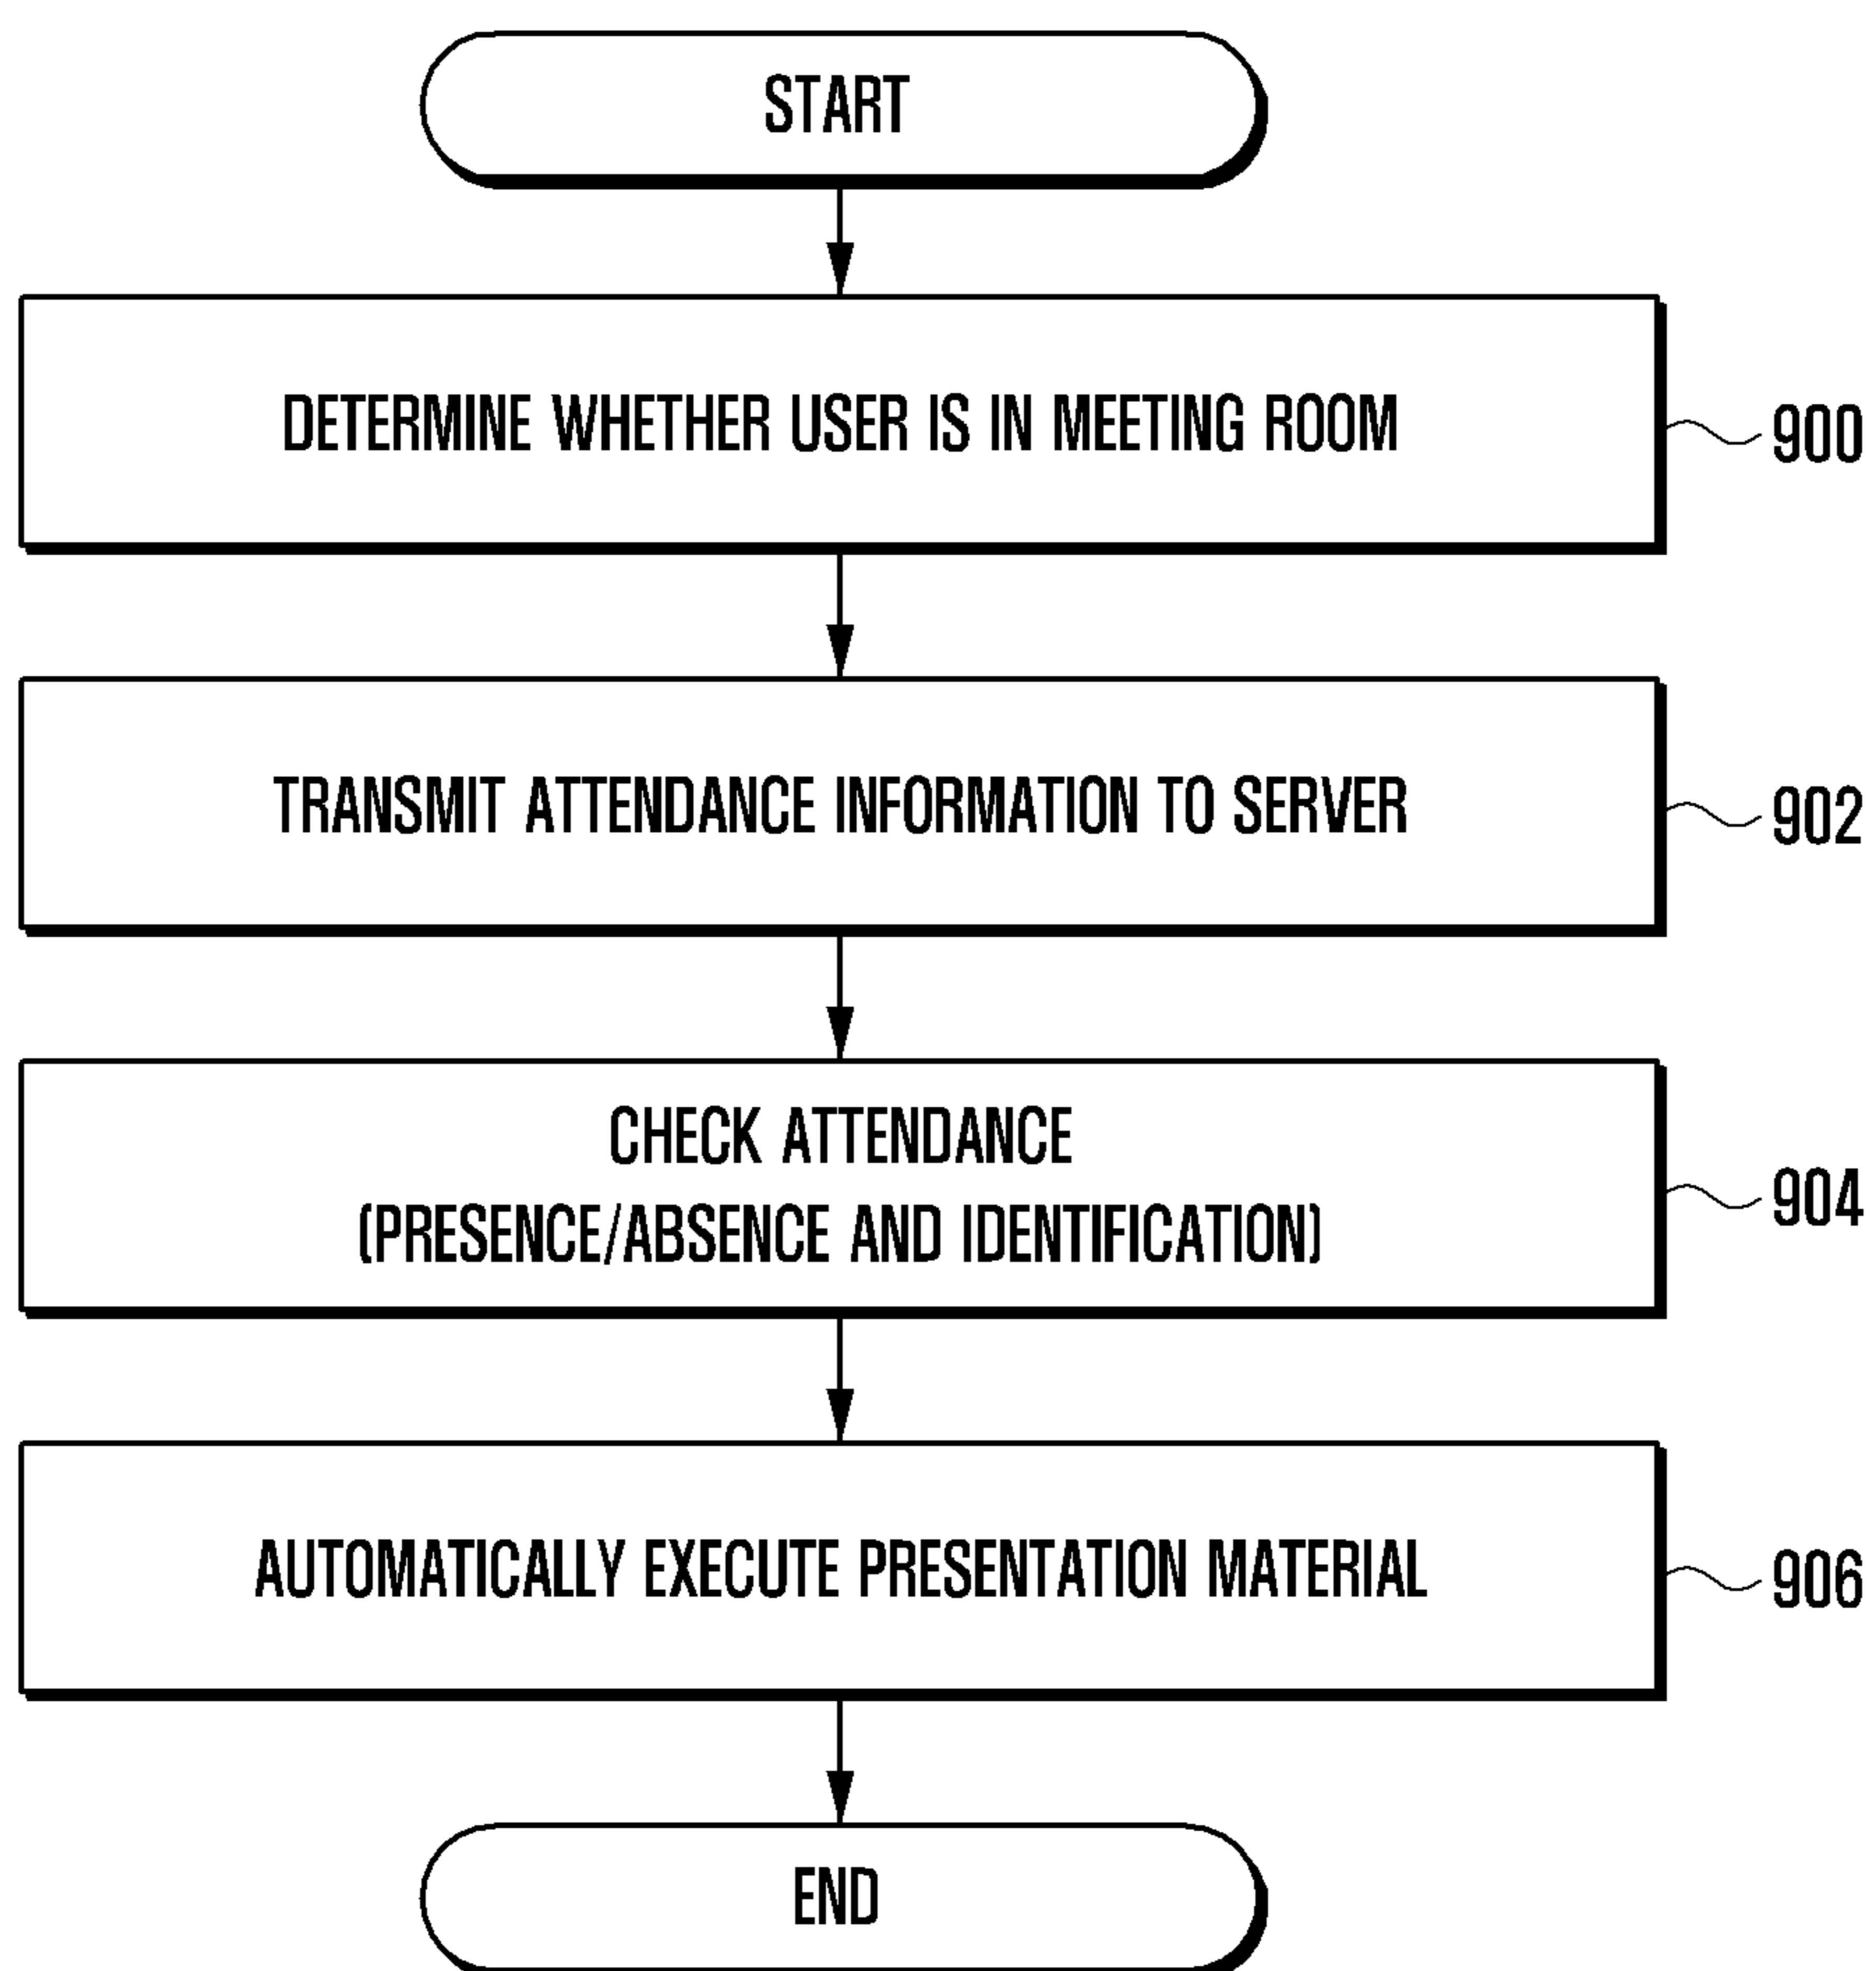 START
DETERMINE WHETHER USER IS IN MEETING ROOM
900
TRANSMIT ATTENDANCE INFORMATION TO SERVER
902
CHECK ATTENDANCE
(PRESENCE/ABSENCE AND IDENTIFICATION)
904
AUTOMATICALLY EXECUTE PRESENTATION MATERIAL
906
END